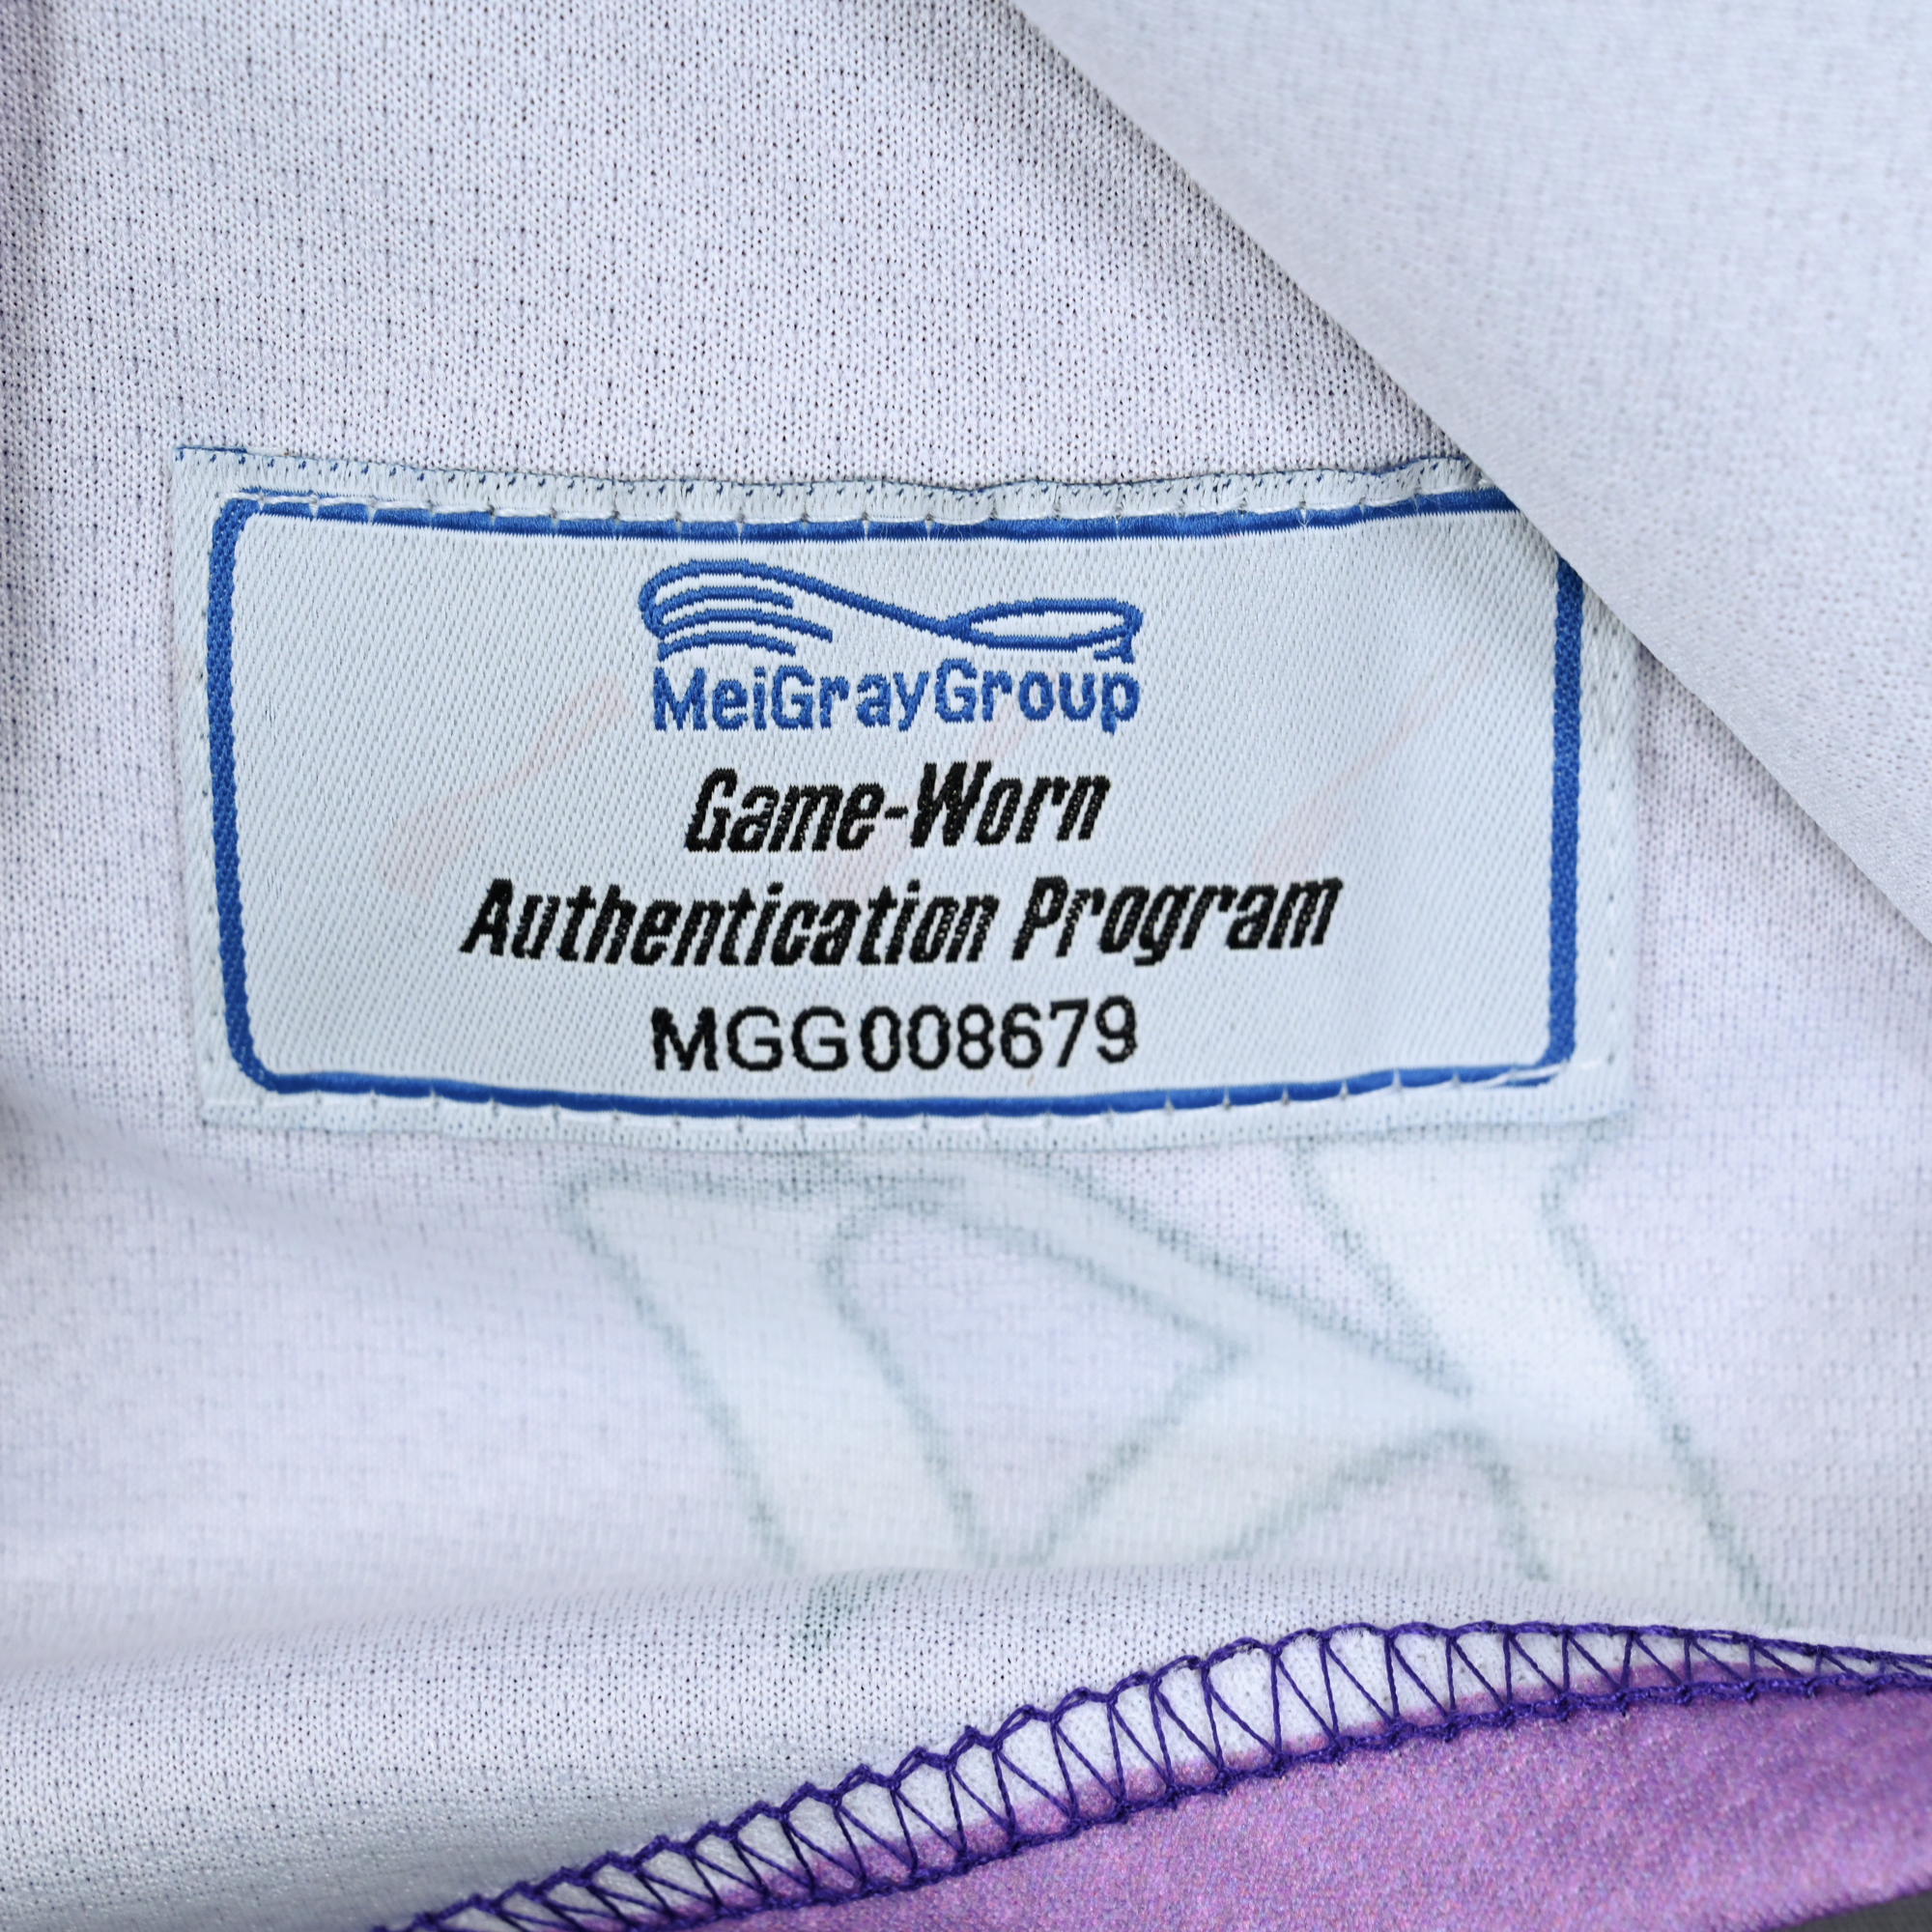 MeiGrayGroup
Game-Worn
Authentication Program
MGG008679